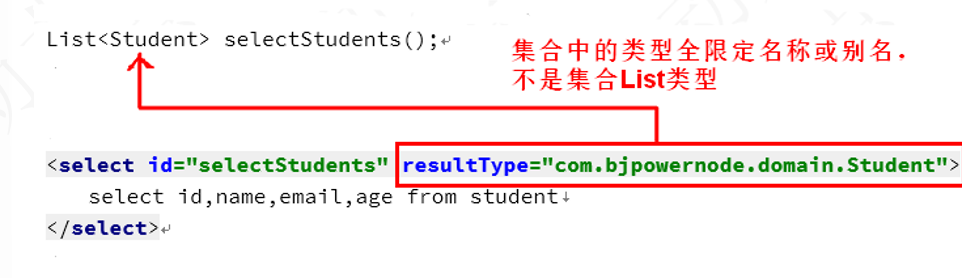 List<Student> selectStudents();
集合中的类型全限定名称或别名，
不是集合List类型
<select id="selectStudents" resultType="com.bjpowernode.domain.Student">
select id,name,email,age from student
</select>